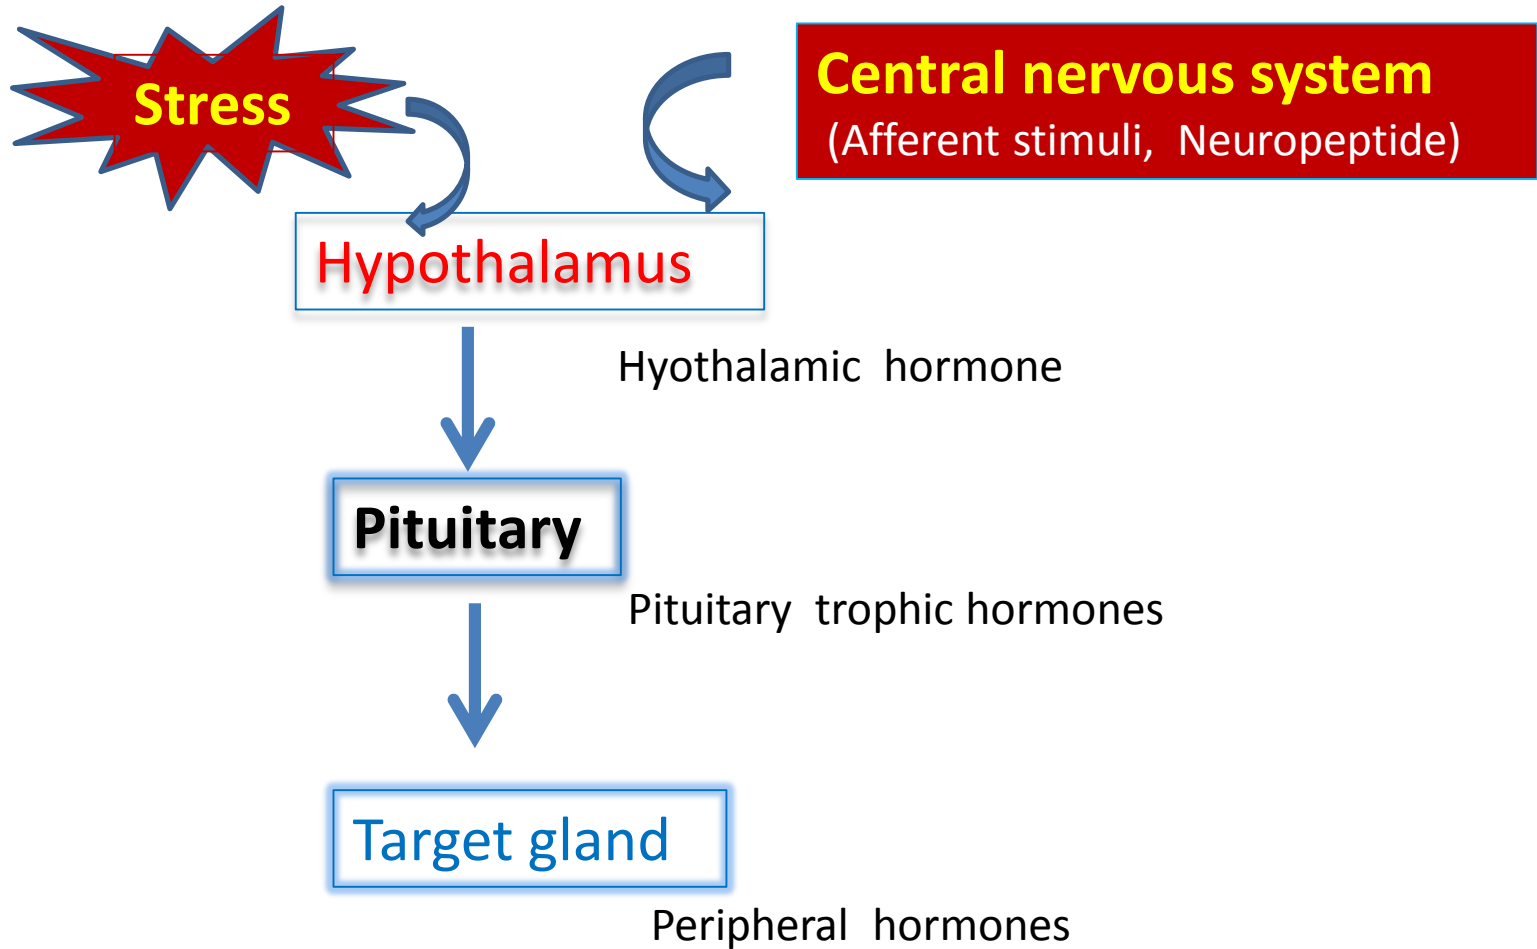 Stress
Central nervous system
(Afferent stimuli, Neuropeptide)
Hypothalamus
Hyothalamic hormone
Pituitary
Pituitary trophic hormones
Target gland
Peripheral hormones